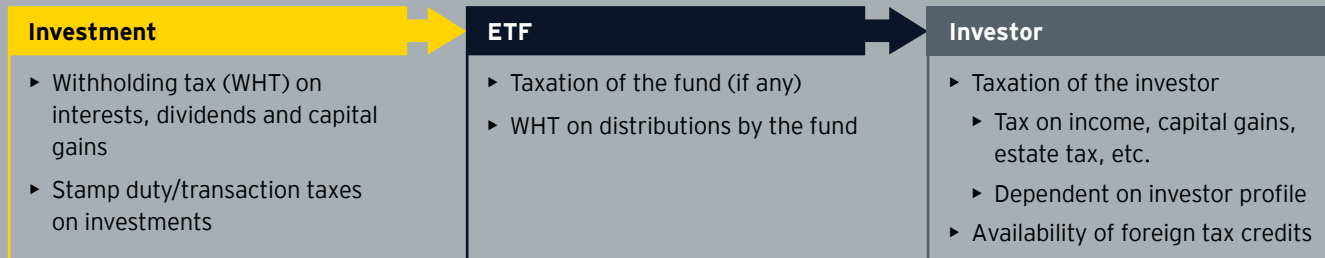 Investment
▸ Withholding tax (WHT) on
interests, dividends and capital
gains
▸ Stamp duty/transaction taxes
on investments
ETF
▸ Taxation of the fund (if any)
▸ WHT on distributions by the fund
Investor
▸ Taxation of the investor
▸ Tax on income, capital gains,
estate tax, etc.
▸ Dependent on investor profile
▸ Availability of foreign tax credits